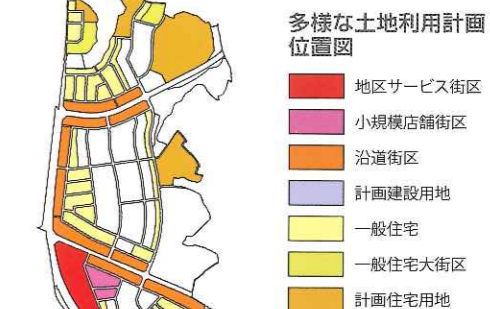 多様な土地利用計画
位置図
地区サービス街区
小規模店舗街区
沿道街区
計画建設用地
一般住宅
一般住宅大街区
計画住宅用地